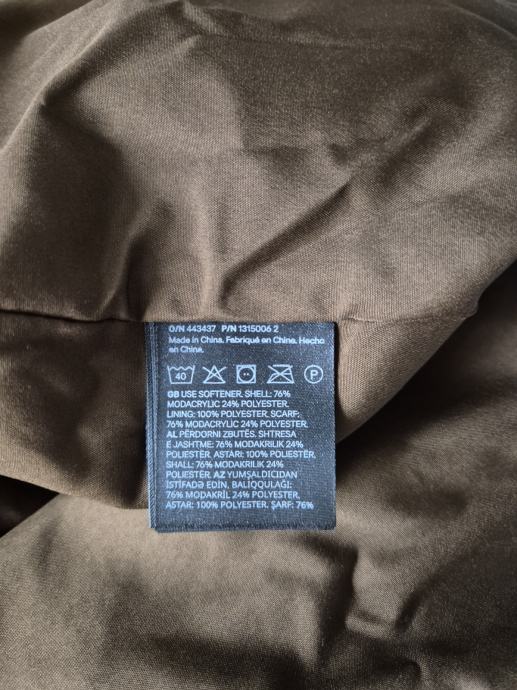 O/N 443437 P/N 1315006 2
Made in China. Fabriqué en Chine. Hecho
en China.
40
P
GB USE SOFTENER. SHELL: 76%
MODACRYLIC 24% POLYESTER.
LINING: 100% POLYESTER. SCARF:
76% MODACRYLIC 24% POLYESTER.
AL PËRDORNI ZBUTËS. SHTRESA
E JASHTME: 76% MODAKRILIK 24%
POLIESTËR. ASTARI: 100% POLIESTËR.
SHALL: 76% MODAKRILIK 24%
POLIESTËR. AZ YUMŞALDICIDAN
İSTİFADƏ EDİN. BALIQQULAĞI:
76% MODAKRİL 24% POLYESTER.
ASTAR: 100% POLYESTER. ŞARF: 76%